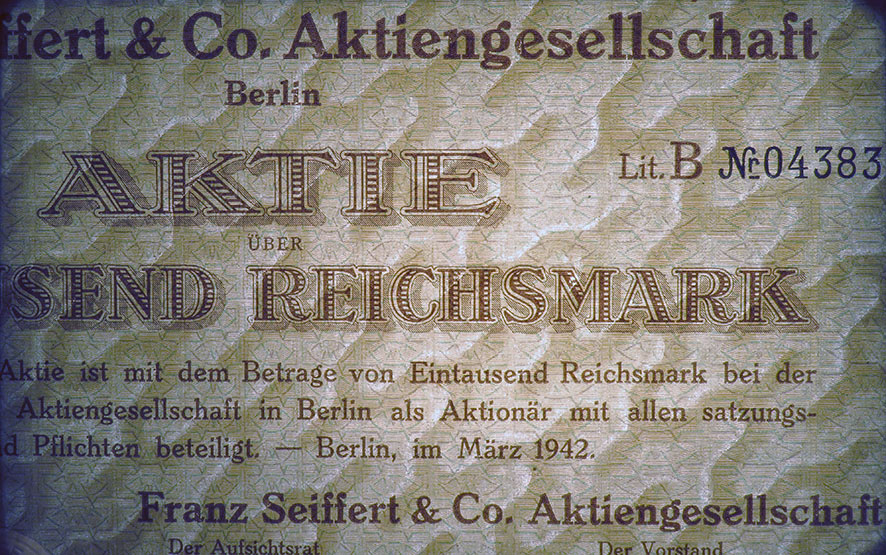 ffert & Co. Aktiengesellschaft
Berlin
AKTIE
Lit. B № 04383
ÜBER
SEND REICHSMARK
Aktie ist mit dem Betrage von Eintausend Reichsmark bei der
Aktiengesellschaft in Berlin als Aktionär mit allen satzungs-
d Pflichten beteiligt. — Berlin, im März 1942.
Franz Seiffert & Co. Aktiengesellschaft
Der Aufsichtsrat Der Vorstand